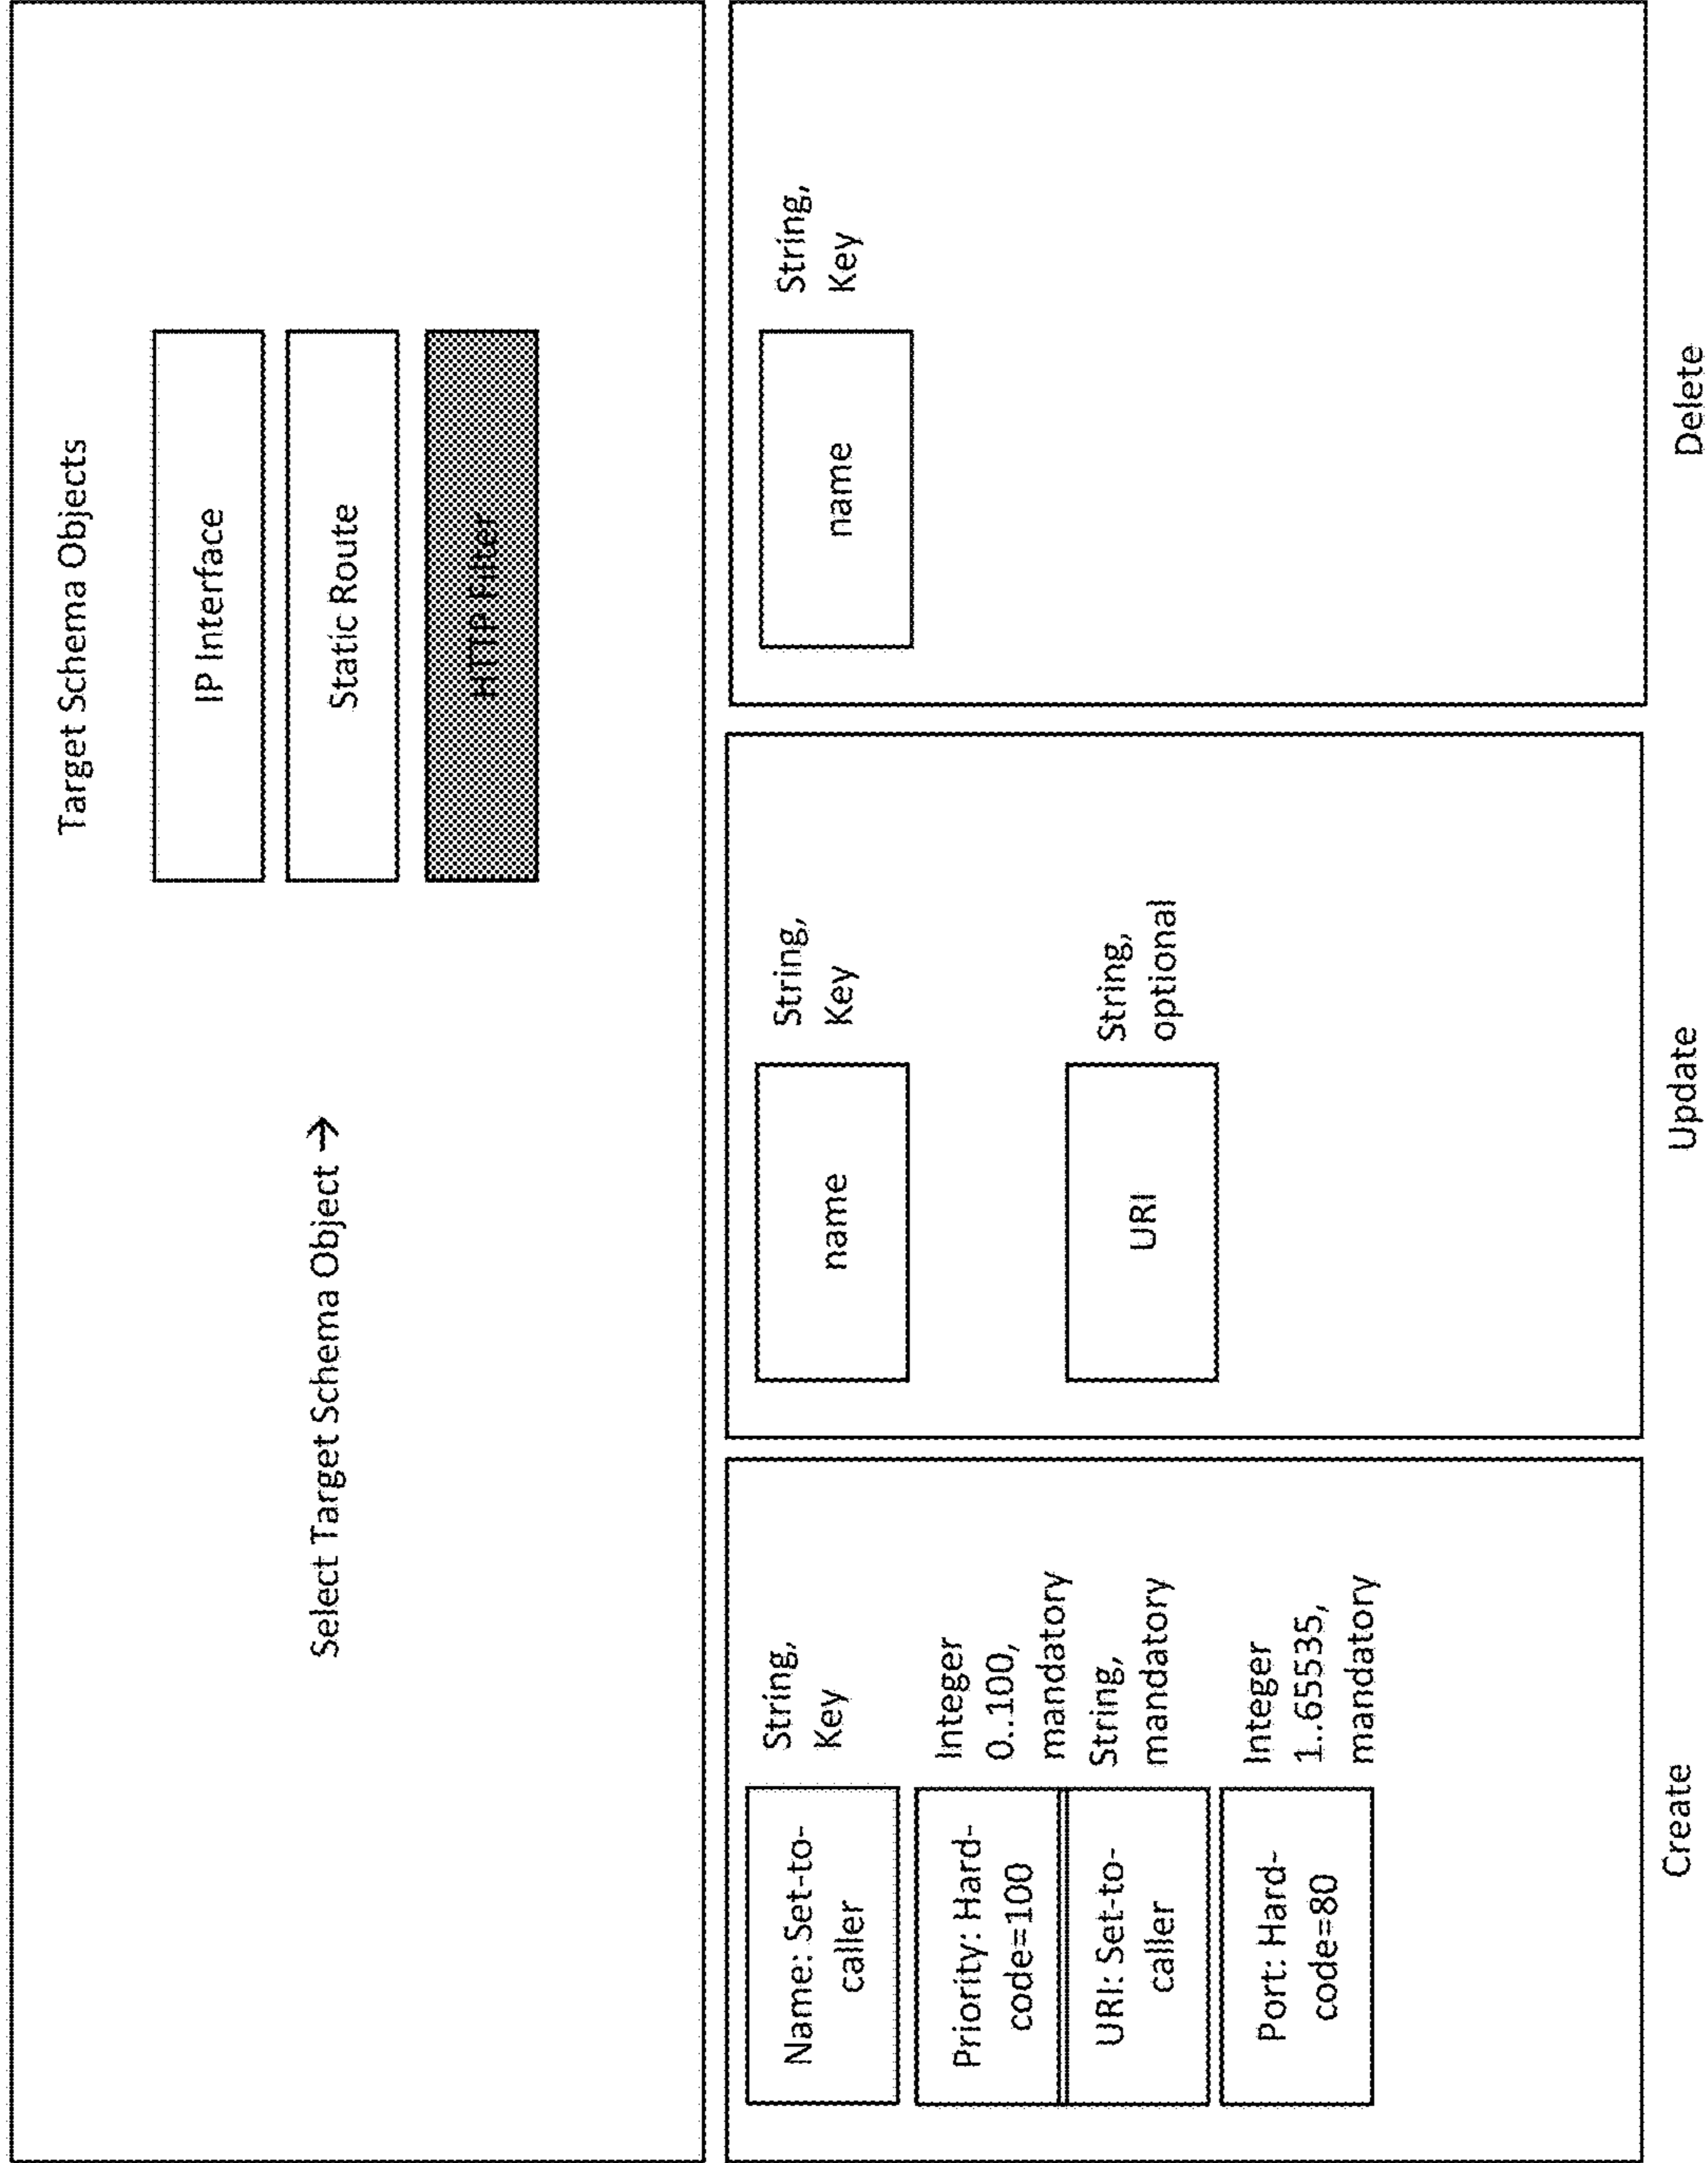 Target Schema Objects
Select Target Schema Object →
IP Interface
Static Route
HTTP Filter
Name: Set-to-
caller
String,
Key
Priority: Hard-
code=100
Integer
0..100,
mandatory
URI: Set-to-
caller
String,
mandatory
Port: Hard-
code=80
Integer
1..65535,
mandatory
Create
name
String,
Key
URI
String,
optional
Update
name
String,
Key
Delete